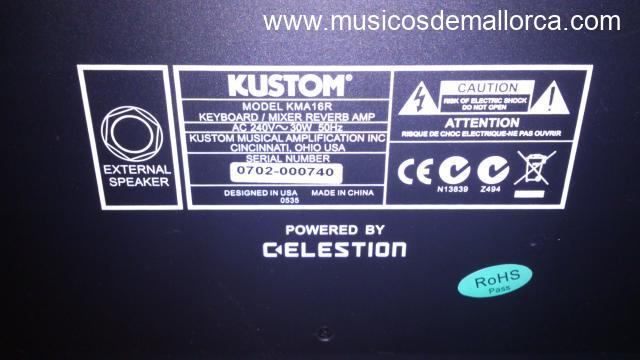 www.musicosdemallorca.com
EXTERNAL
SPEAKER
KUSTOM®
MODEL KMA16R
KEYBOARD / MIXER REVERB AMP
AC 240V~ 30W 50Hz
KUSTOM MUSICAL AMPLIFICATION INC
CINCINNATI, OHIO USA
SERIAL NUMBER
0702-000740
DESIGNED IN USA MADE IN CHINA
0535
CAUTION
RISK OF ELECTRIC SHOCK
DO NOT OPEN
ATTENTION
RISQUE DE CHOC ELECTRIQUE-NE PAS OUVRIR
CE
N13839 Z494
POWERED BY
CELESTION
RoHS
Pass